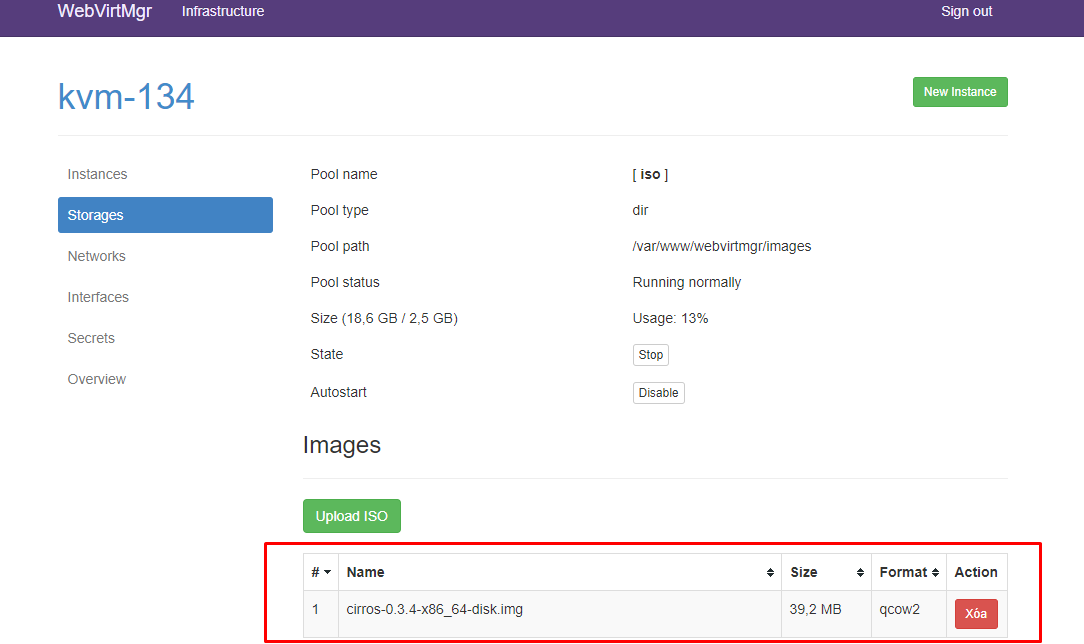 WebVirtMgr Infrastructure Sign out
kvm-134
New Instance
Instances
Storages
Networks
Interfaces
Secrets
Overview
Pool name [ iso ]
Pool type dir
Pool path /var/www/webvirtmgr/images
Pool status Running normally
Size (18,6 GB / 2,5 GB) Usage: 13%
State Stop
Autostart Disable
Images
Upload ISO
# Name Size Format Action
1 cirros-0.3.4-x86_64-disk.img 39,2 MB qcow2 Xóa